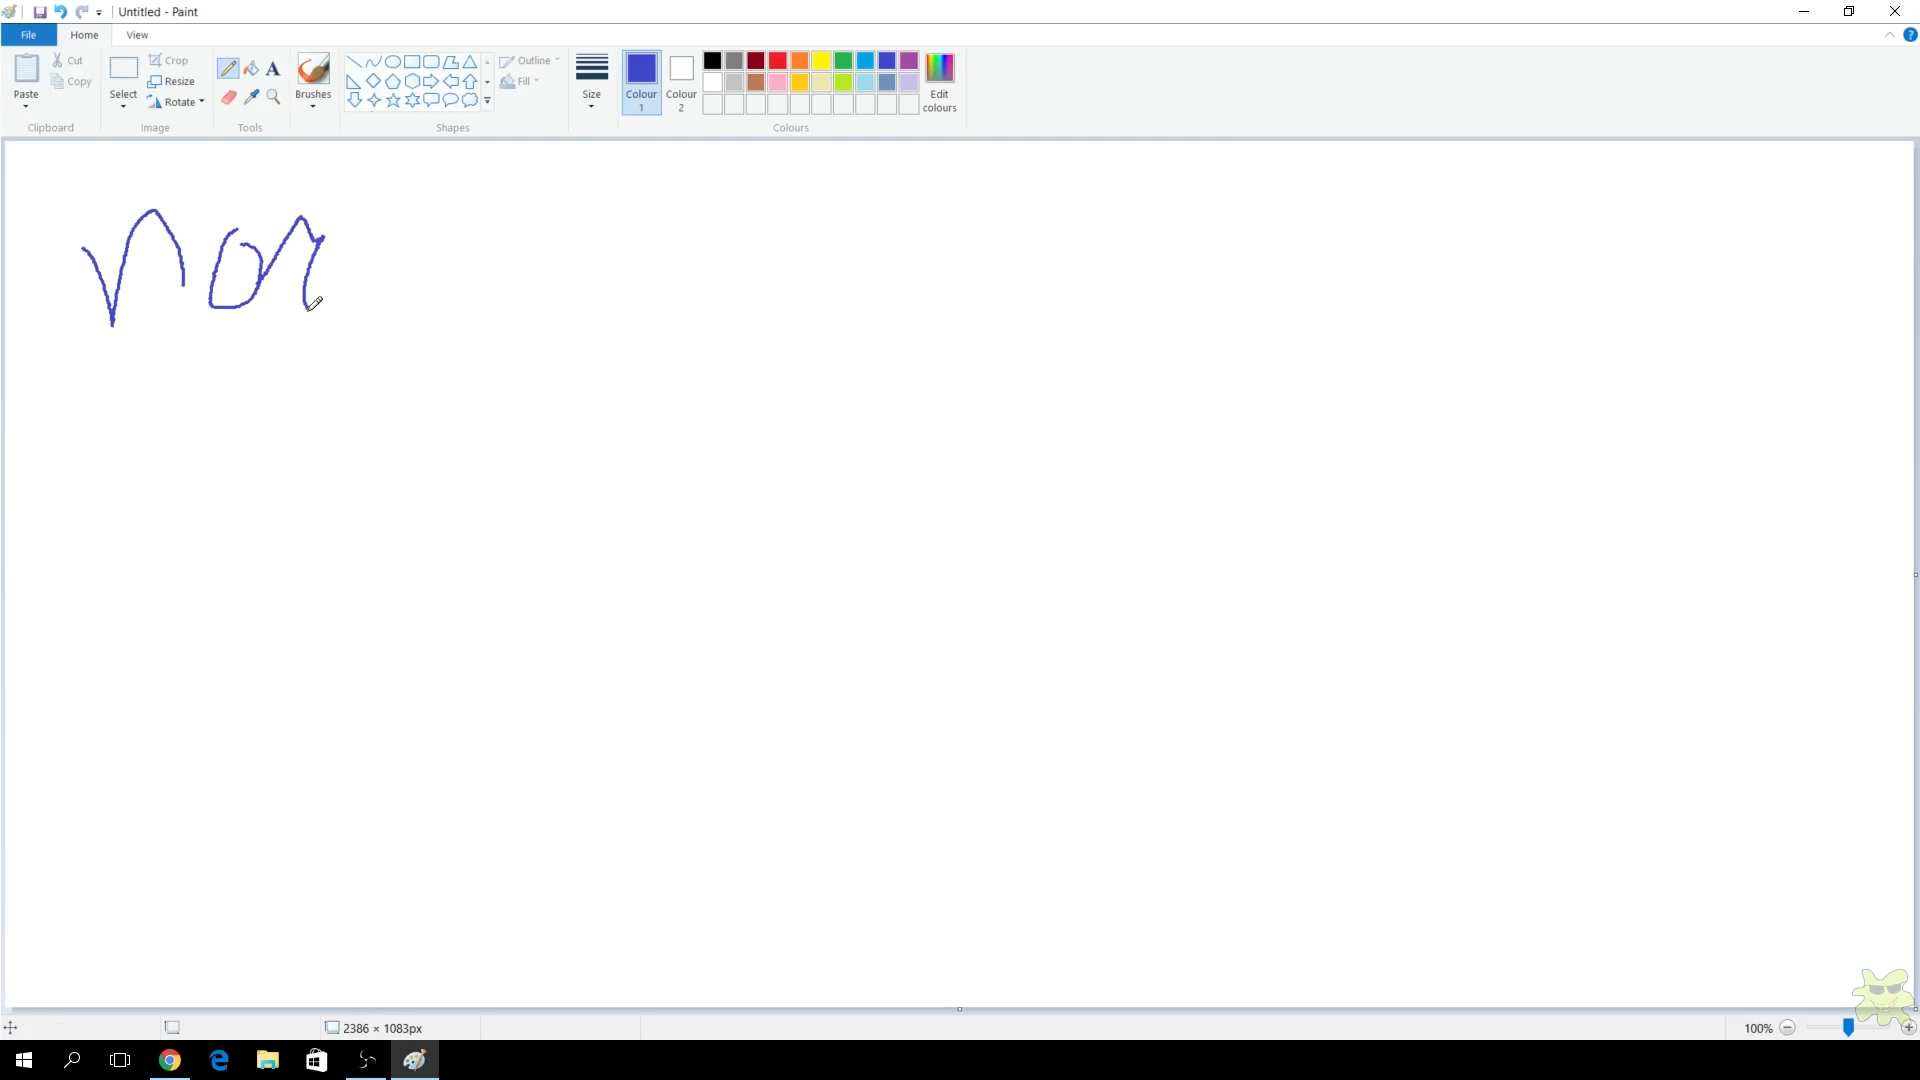 Untitled - Paint
File Home View
Paste
Cut
Copy
Clipboard
Select
Crop
Resize
Rotate
Image
Tools
Brushes
Shapes
Outline
Fill
Size
Colour 1
Colour 2
Edit colours
Colours
nor
2386 × 1083px
100%